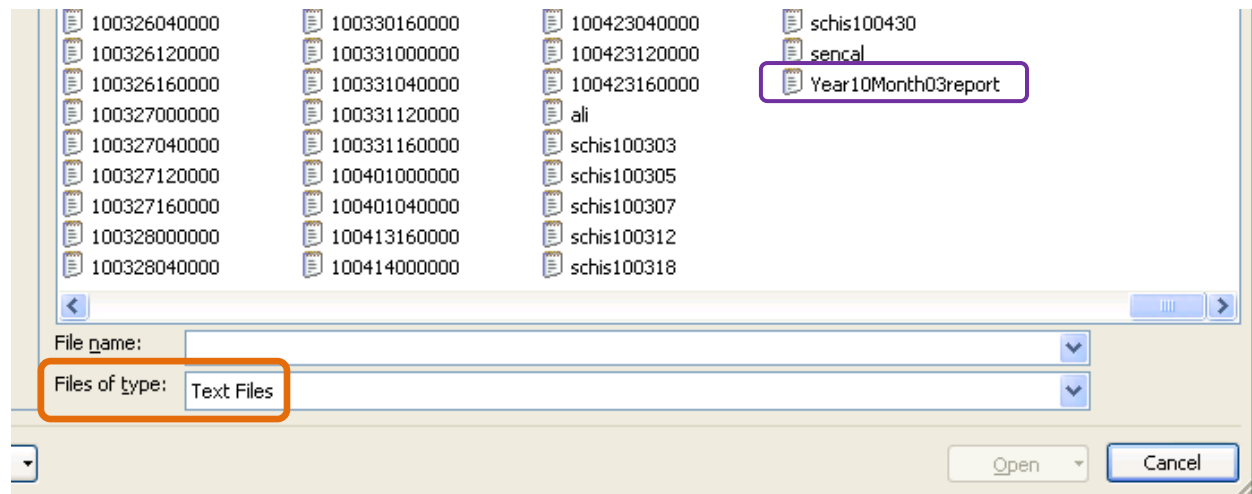 100326040000 100330160000 100423040000 schis100430
100326120000 100331000000 100423120000 sencal
100326160000 100331040000 100423160000 Year10Month03report
100327000000 100331120000 ali
100327040000 100331160000 schis100303
100327120000 100401000000 schis100305
100327160000 100401040000 schis100307
100328000000 100413160000 schis100312
100328040000 100414000000 schis100318
File name:
Files of type: Text Files
Open Cancel